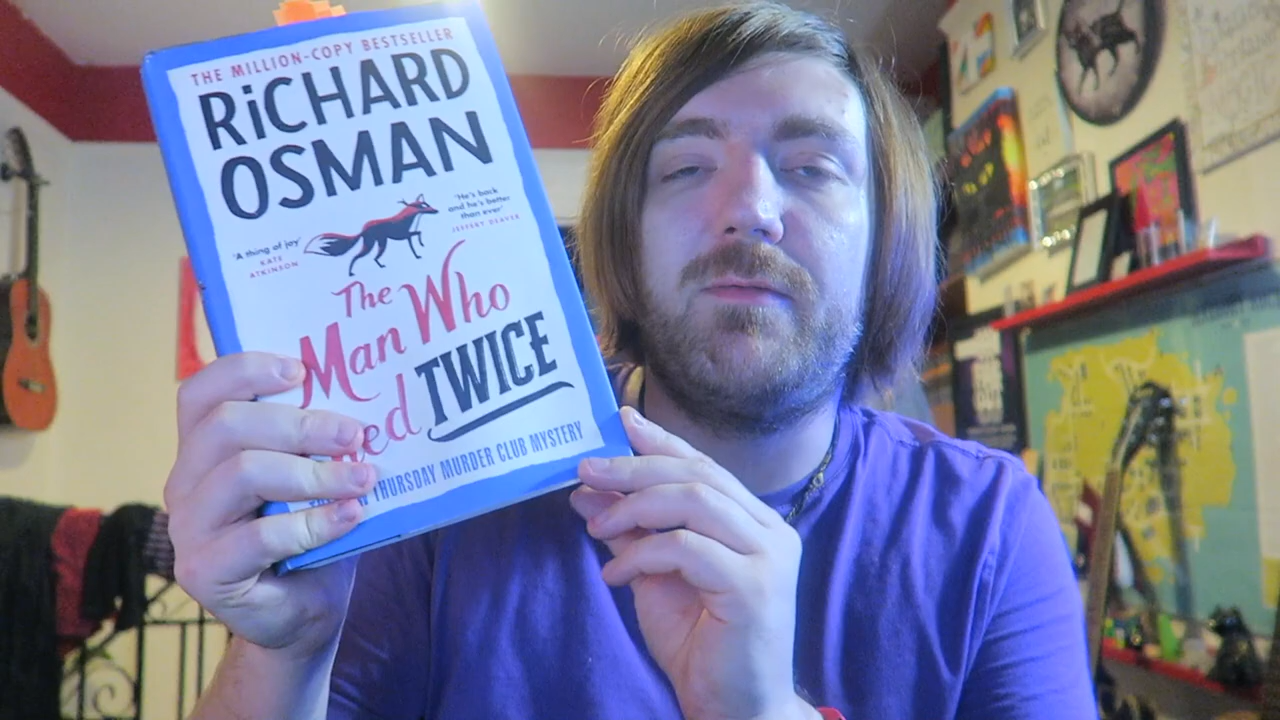 THE MILLION-COPY BESTSELLER
RiCHARD
OSMAN
'He's back
and he's better
than ever'
JEFFERY DEAVER
'A thing of joy'
KATE
ATKINSON
The
Man Who
ed TWICE
THURSDAY MURDER CLUB MYSTERY